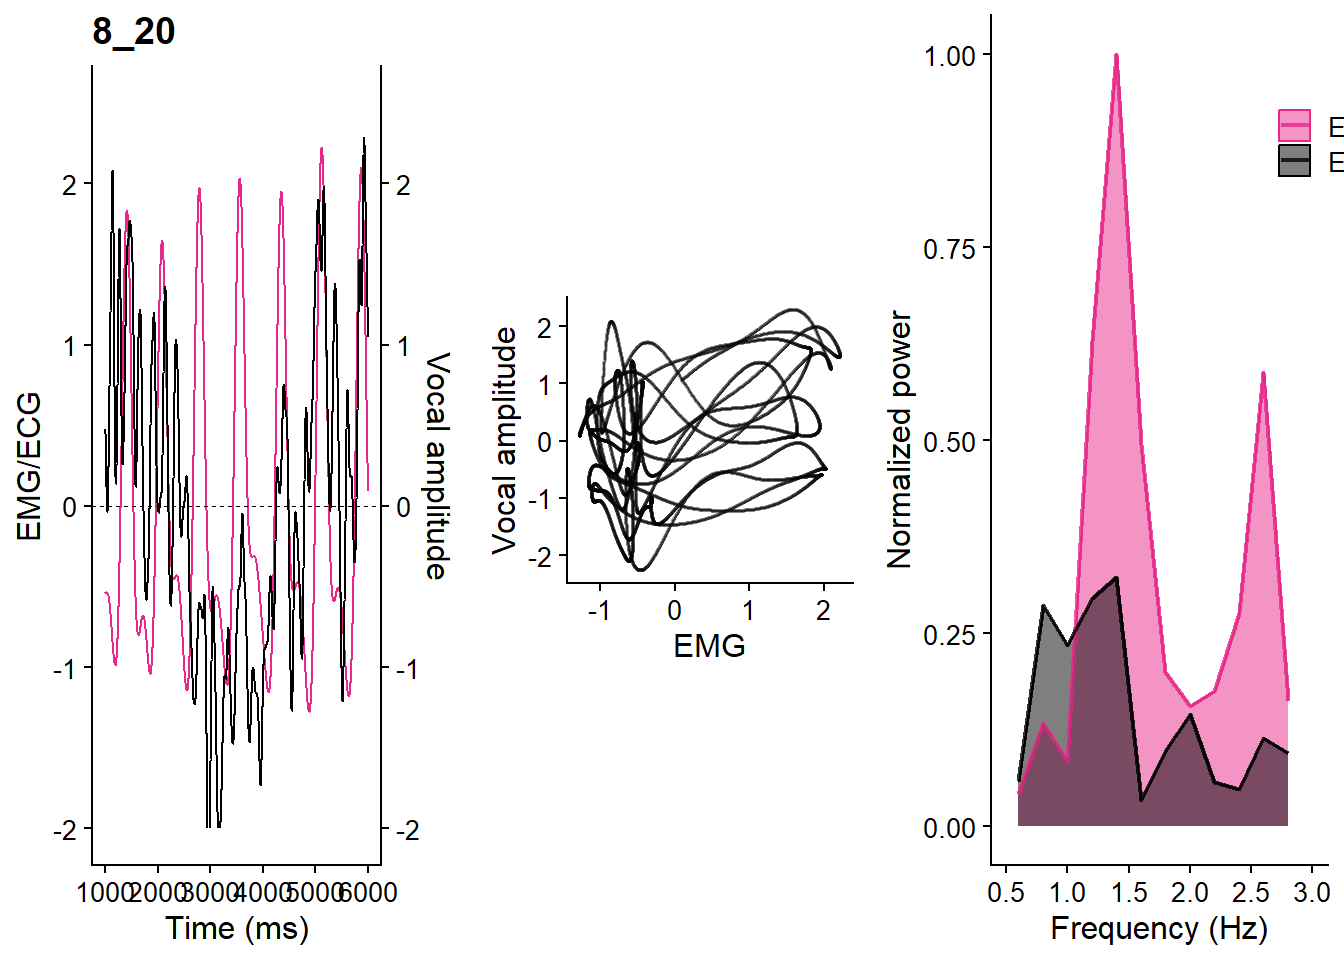 8_20
EMG/ECG
2
1
0
-1
-2
2
1
0
-1
-2
Vocal amplitude
1000 2000 3000 4000 5000 6000
Time (ms)
Vocal amplitude
2
1
0
-1
-2
-1 0 1 2
EMG
Normalized power
1.00
0.75
0.50
0.25
0.00
0.5 1.0 1.5 2.0 2.5 3.0
Frequency (Hz)
E
E